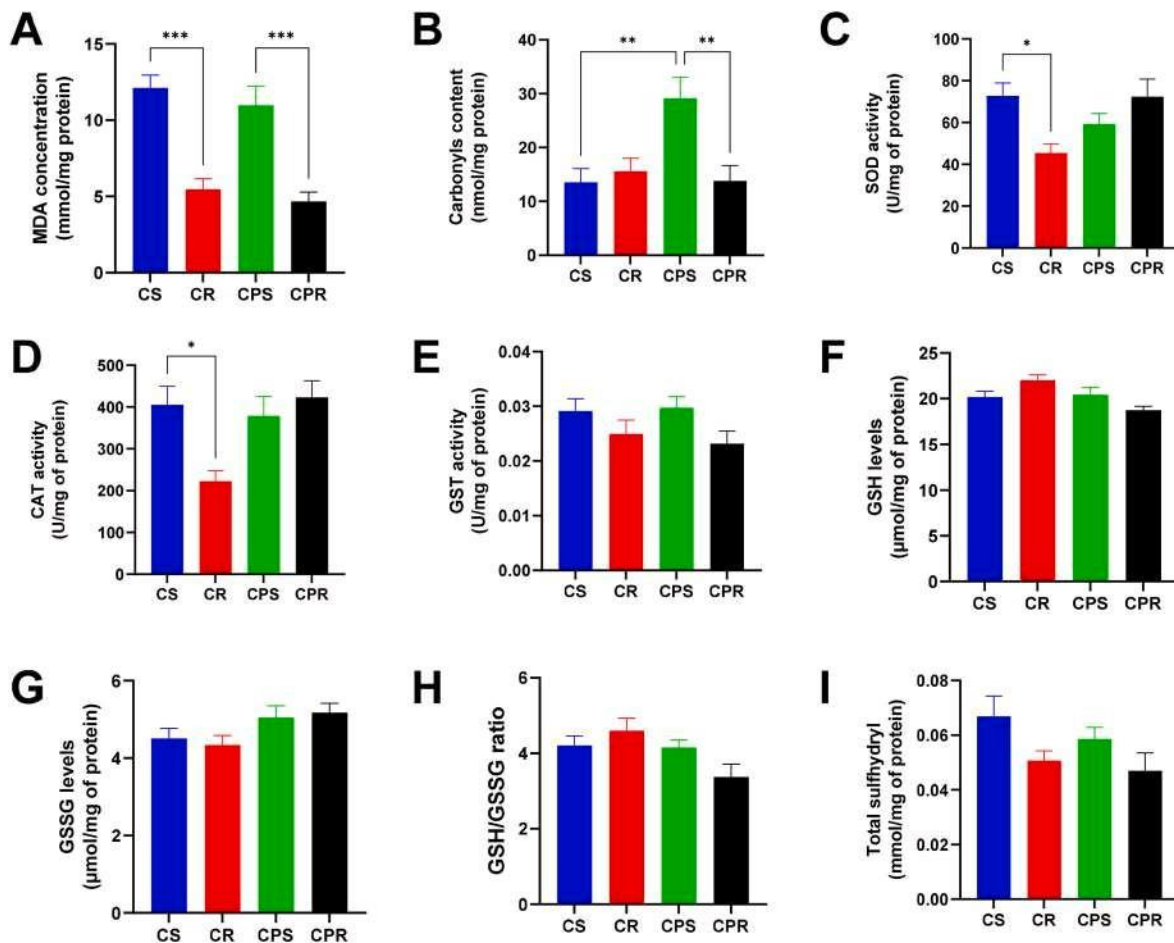 A
MDA concentration
(mmol/mg protein)
15
10
5
0
***
***
CS CR CPS CPR
B
Carbonyls content
(nmol/mg protein)
40
30
20
10
0
**
**
CS CR CPS CPR
C
SOD activity
(U/mg of protein)
100
80
60
40
20
0
*
CS CR CPS CPR
D
CAT activity
(U/mg of protein)
500
400
300
200
100
0
*
CS CR CPS CPR
E
GST activity
(U/mg of protein)
0.04
0.03
0.02
0.01
0.00
CS CR CPS CPR
F
GSH levels
(µmol/mg of protein)
25
20
15
10
5
0
CS CR CPS CPR
G
GSSG levels
(µmol/mg of protein)
6
4
2
0
CS CR CPS CPR
H
GSH/GSSG ratio
6
4
2
0
CS CR CPS CPR
I
Total sulfhydryl
(mmol/mg of protein)
0.08
0.06
0.04
0.02
0.00
CS CR CPS CPR